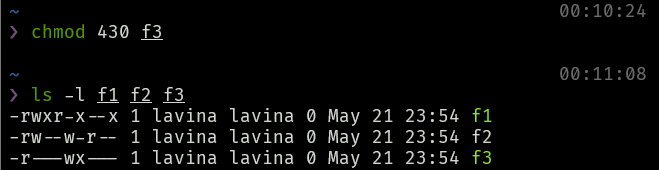 ~ 00:10:24
❯ chmod 430 f3
~ 00:11:08
❯ ls -l f1 f2 f3
-rwxr-x--x 1 lavina lavina 0 May 21 23:54 f1
-rw--w-r-- 1 lavina lavina 0 May 21 23:54 f2
-r---wx--- 1 lavina lavina 0 May 21 23:54 f3